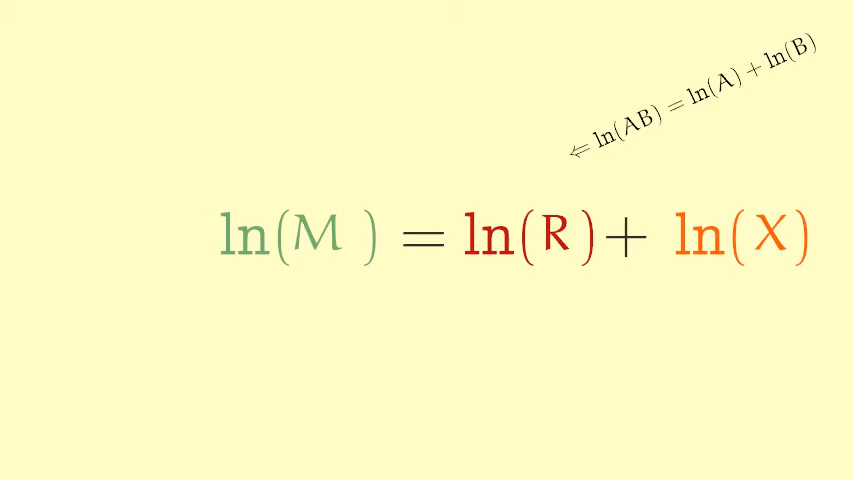 ⇐ ln(AB) = ln(A) + ln(B)
ln(M ) = ln(R)+ ln(X)